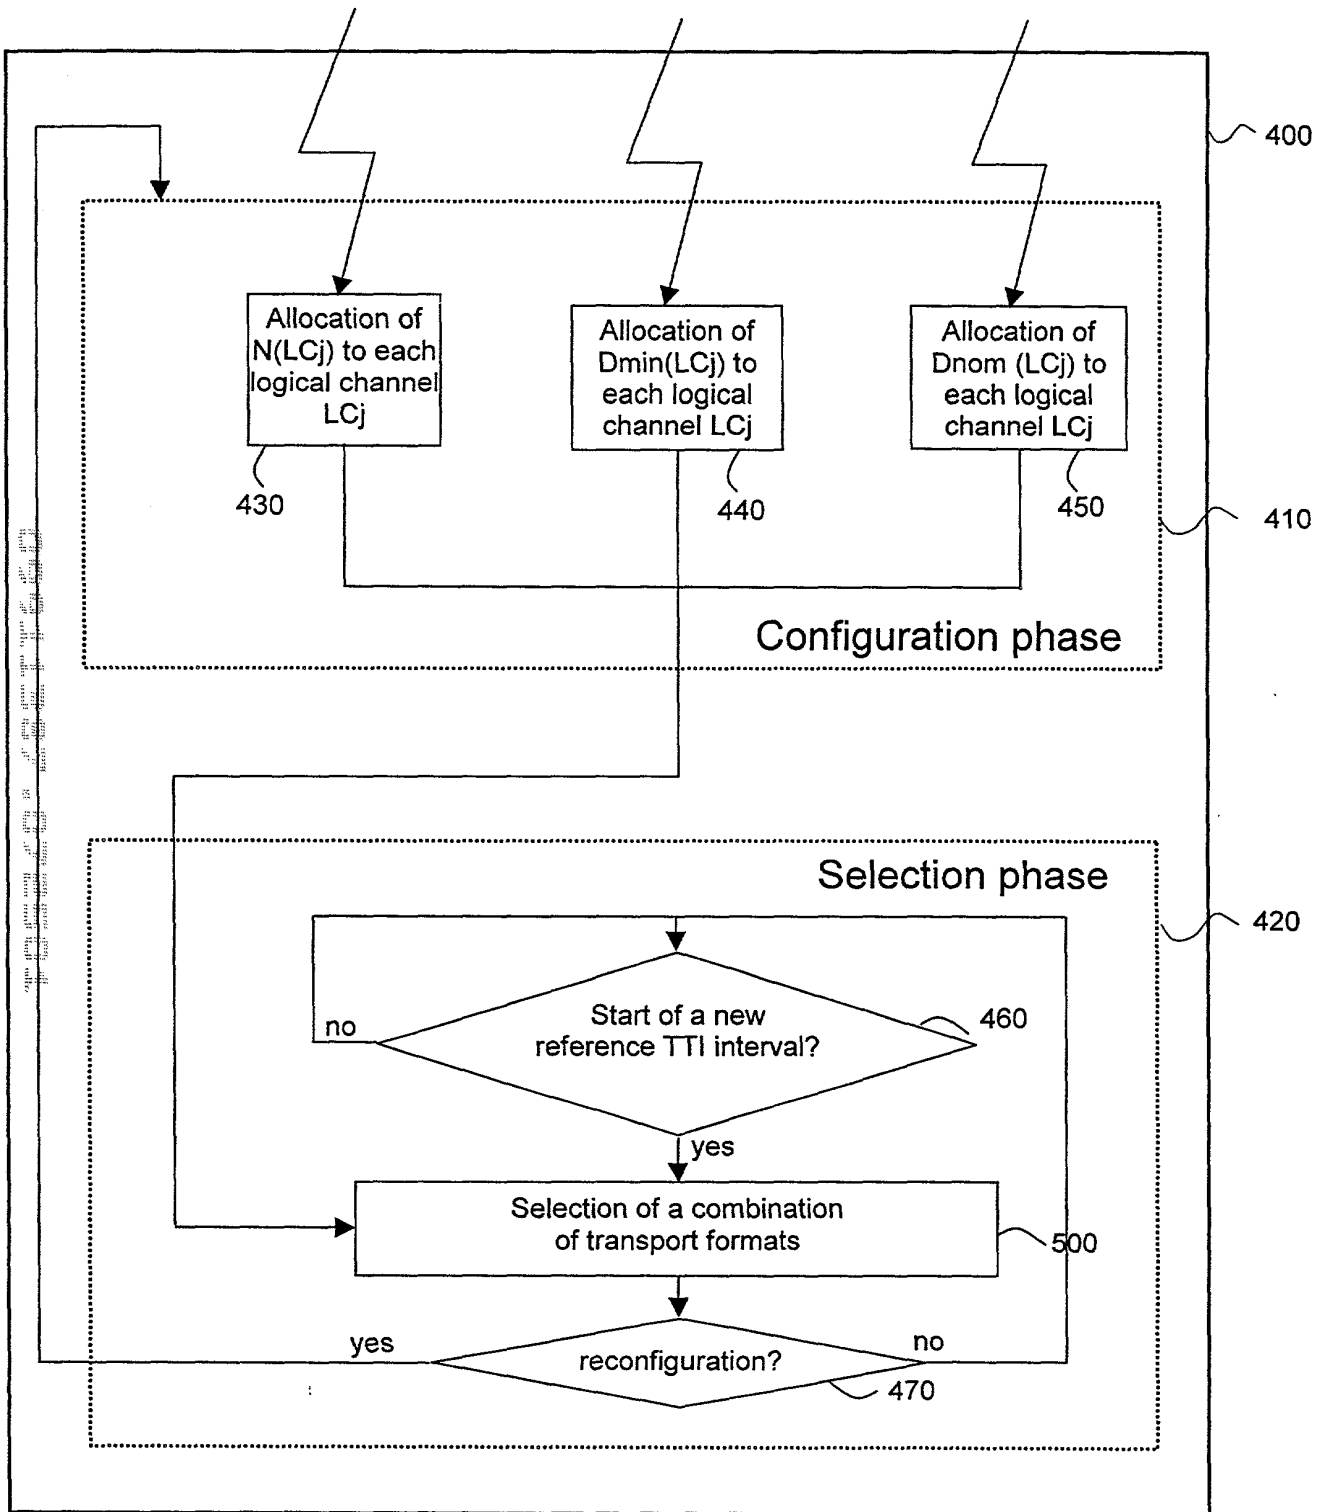 400
Allocation of
N(LCj) to each
logical channel
LCj
Allocation of
Dmin(LCj) to
each logical
channel LCj
Allocation of
Dnom (LCj) to
each logical
channel LCj
430
440
450
410
Configuration phase
Selection phase
420
no
Start of a new
reference TTI interval?
460
yes
Selection of a combination
of transport formats
500
yes
reconfiguration?
no
470